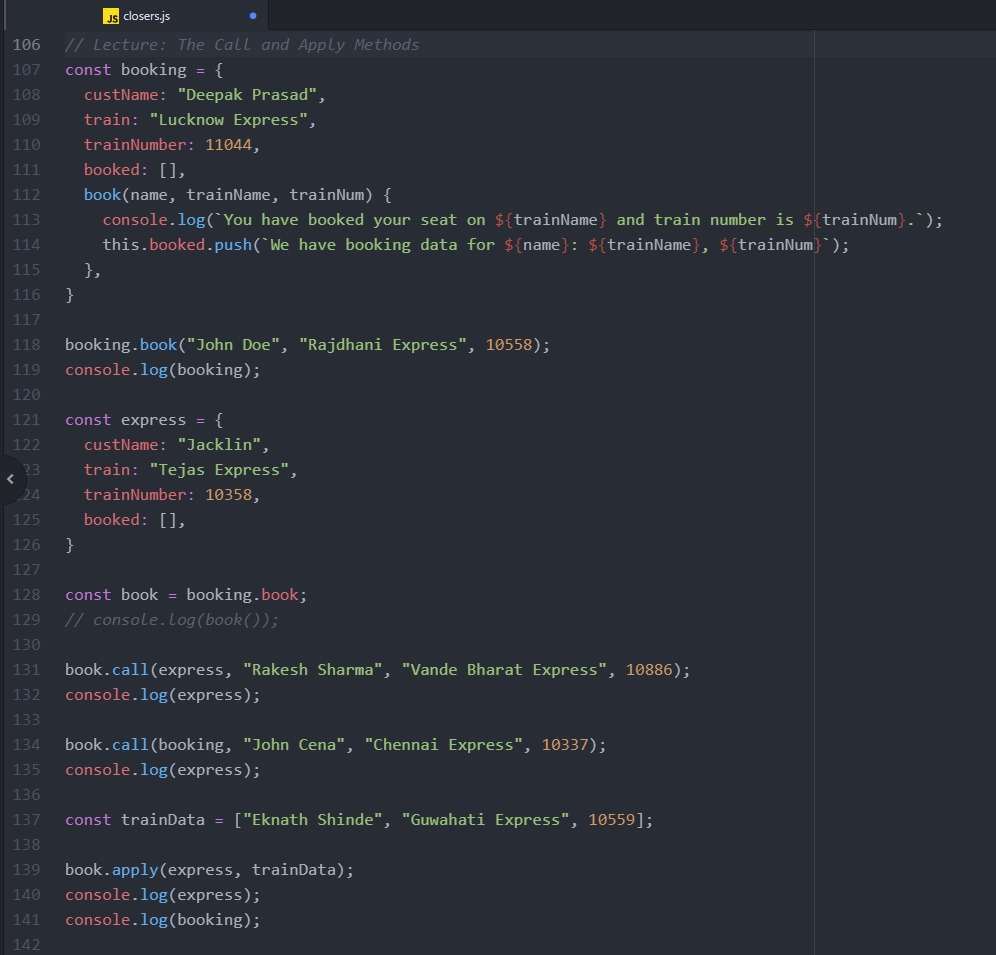 JS closers.js
106 // Lecture: The Call and Apply Methods
107 const booking = {
108   custName: "Deepak Prasad",
109   train: "Lucknow Express",
110   trainNumber: 11044,
111   booked: [],
112   book(name, trainName, trainNum) {
113     console.log(`You have booked your seat on ${trainName} and train number is ${trainNum}.`);
114     this.booked.push(`We have booking data for ${name}: ${trainName}, ${trainNum}`);
115   },
116 }
117
118 booking.book("John Doe", "Rajdhani Express", 10558);
119 console.log(booking);
120
121 const express = {
122   custName: "Jacklin",
23   train: "Tejas Express",
24   trainNumber: 10358,
125   booked: [],
126 }
127
128 const book = booking.book;
129 // console.log(book());
130
131 book.call(express, "Rakesh Sharma", "Vande Bharat Express", 10886);
132 console.log(express);
133
134 book.call(booking, "John Cena", "Chennai Express", 10337);
135 console.log(express);
136
137 const trainData = ["Eknath Shinde", "Guwahati Express", 10559];
138
139 book.apply(express, trainData);
140 console.log(express);
141 console.log(booking);
142